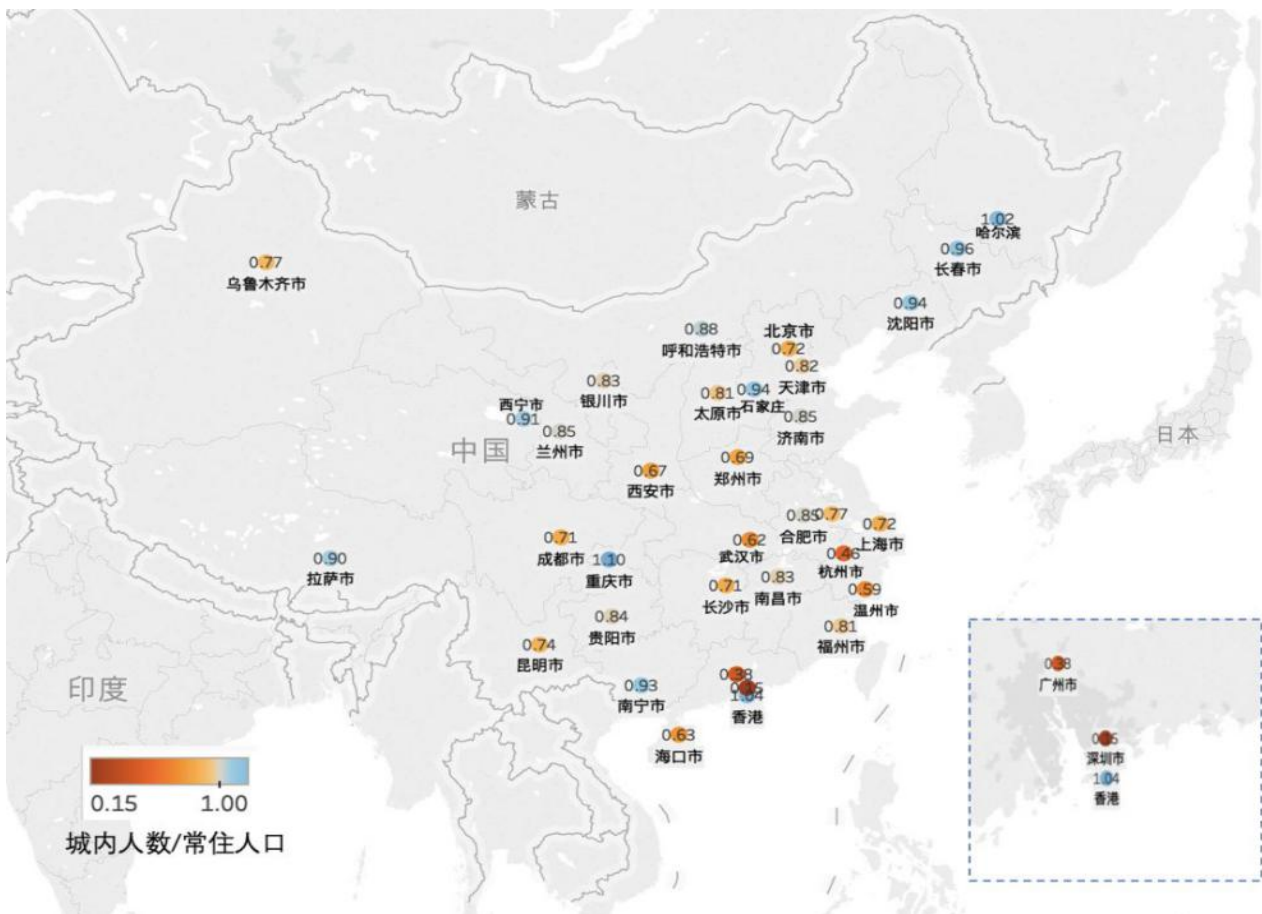 蒙古
1.02
哈尔滨
0.96
长春市
0.77
乌鲁木齐市
0.94
沈阳市
0.88
呼和浩特市
北京市
0.72
0.82
天津市
0.83
银川市
0.81
太原市
0.94
石家庄
西宁市
0.91
0.85
济南市
0.85
兰州市
中国
日本
0.69
郑州市
0.67
西安市
0.85
合肥市
0.77
0.72
上海市
0.71
成都市
1.10
重庆市
0.62
武汉市
0.46
杭州市
0.90
拉萨市
0.71
长沙市
0.83
南昌市
0.59
温州市
0.84
贵阳市
0.81
福州市
0.74
昆明市
印度
0.93
南宁市
0.38
1.04
香港
0.63
海口市
0.38
广州市
深圳市
1.04
香港
0.15
1.00
城内人数/常住人口